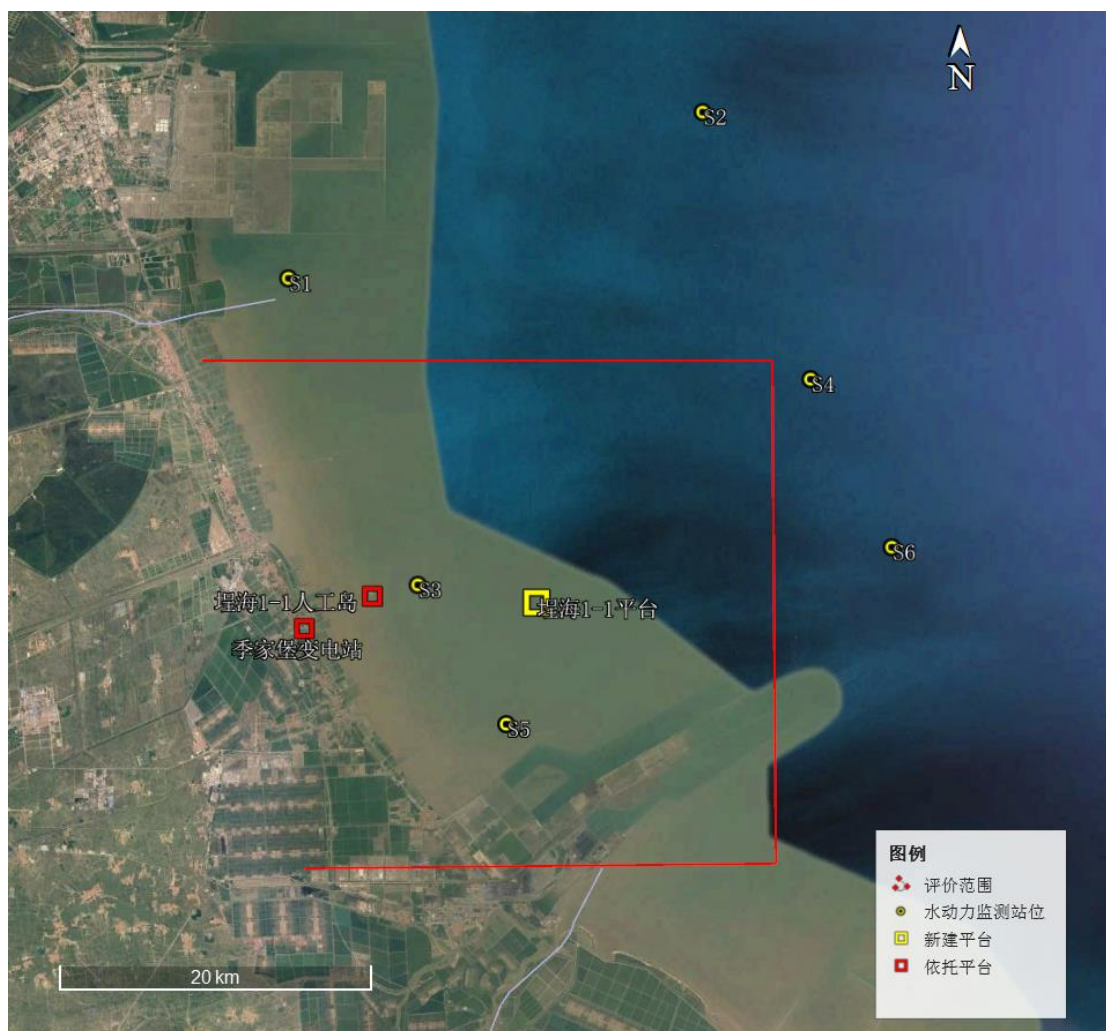 N
S2
S1
S4
S6
S3
埕海1-1人工岛
埕海1-1平台
季家堡变电站
S5
图例
评价范围
水动力监测站位
新建平台
依托平台
20 km